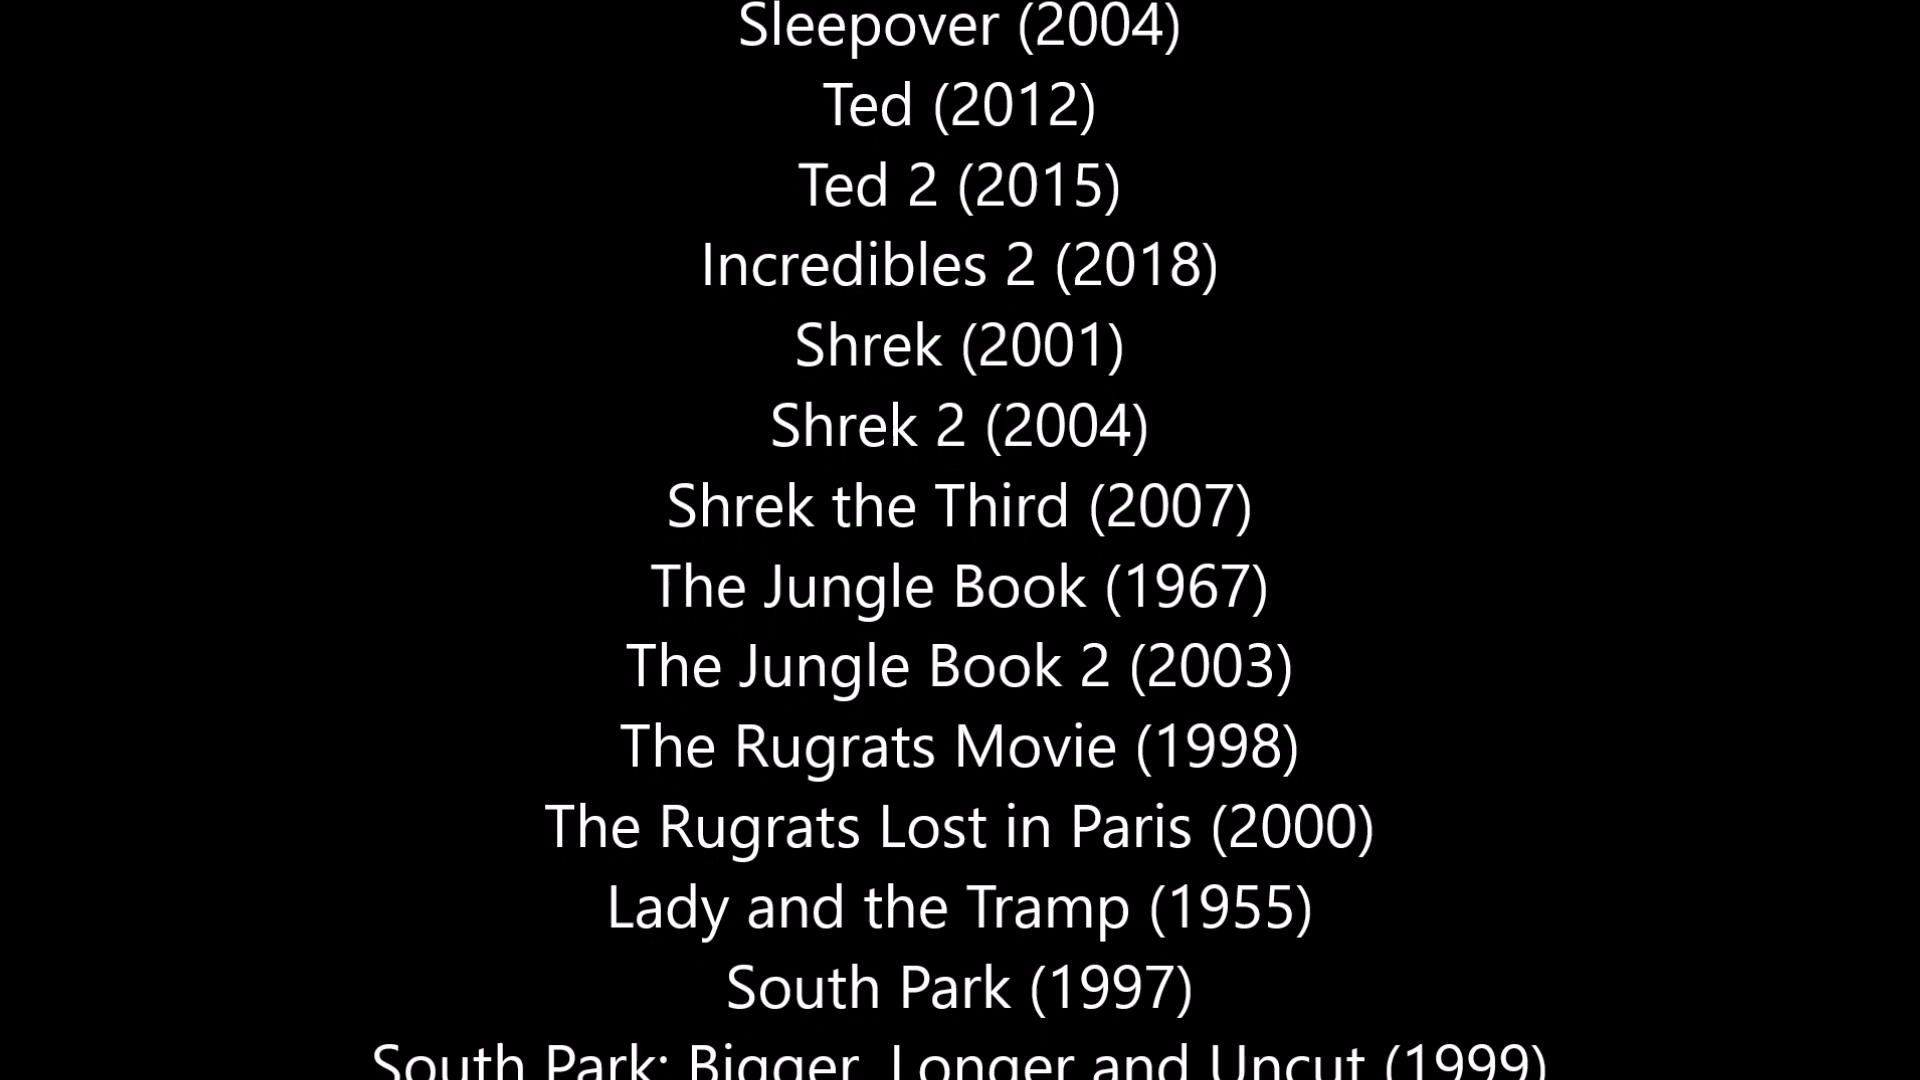 Sleepover (2004)
Ted (2012)
Ted 2 (2015)
Incredibles 2 (2018)
Shrek (2001)
Shrek 2 (2004)
Shrek the Third (2007)
The Jungle Book (1967)
The Jungle Book 2 (2003)
The Rugrats Movie (1998)
The Rugrats Lost in Paris (2000)
Lady and the Tramp (1955)
South Park (1997)
South Park: Bigger, Longer and Uncut (1999)